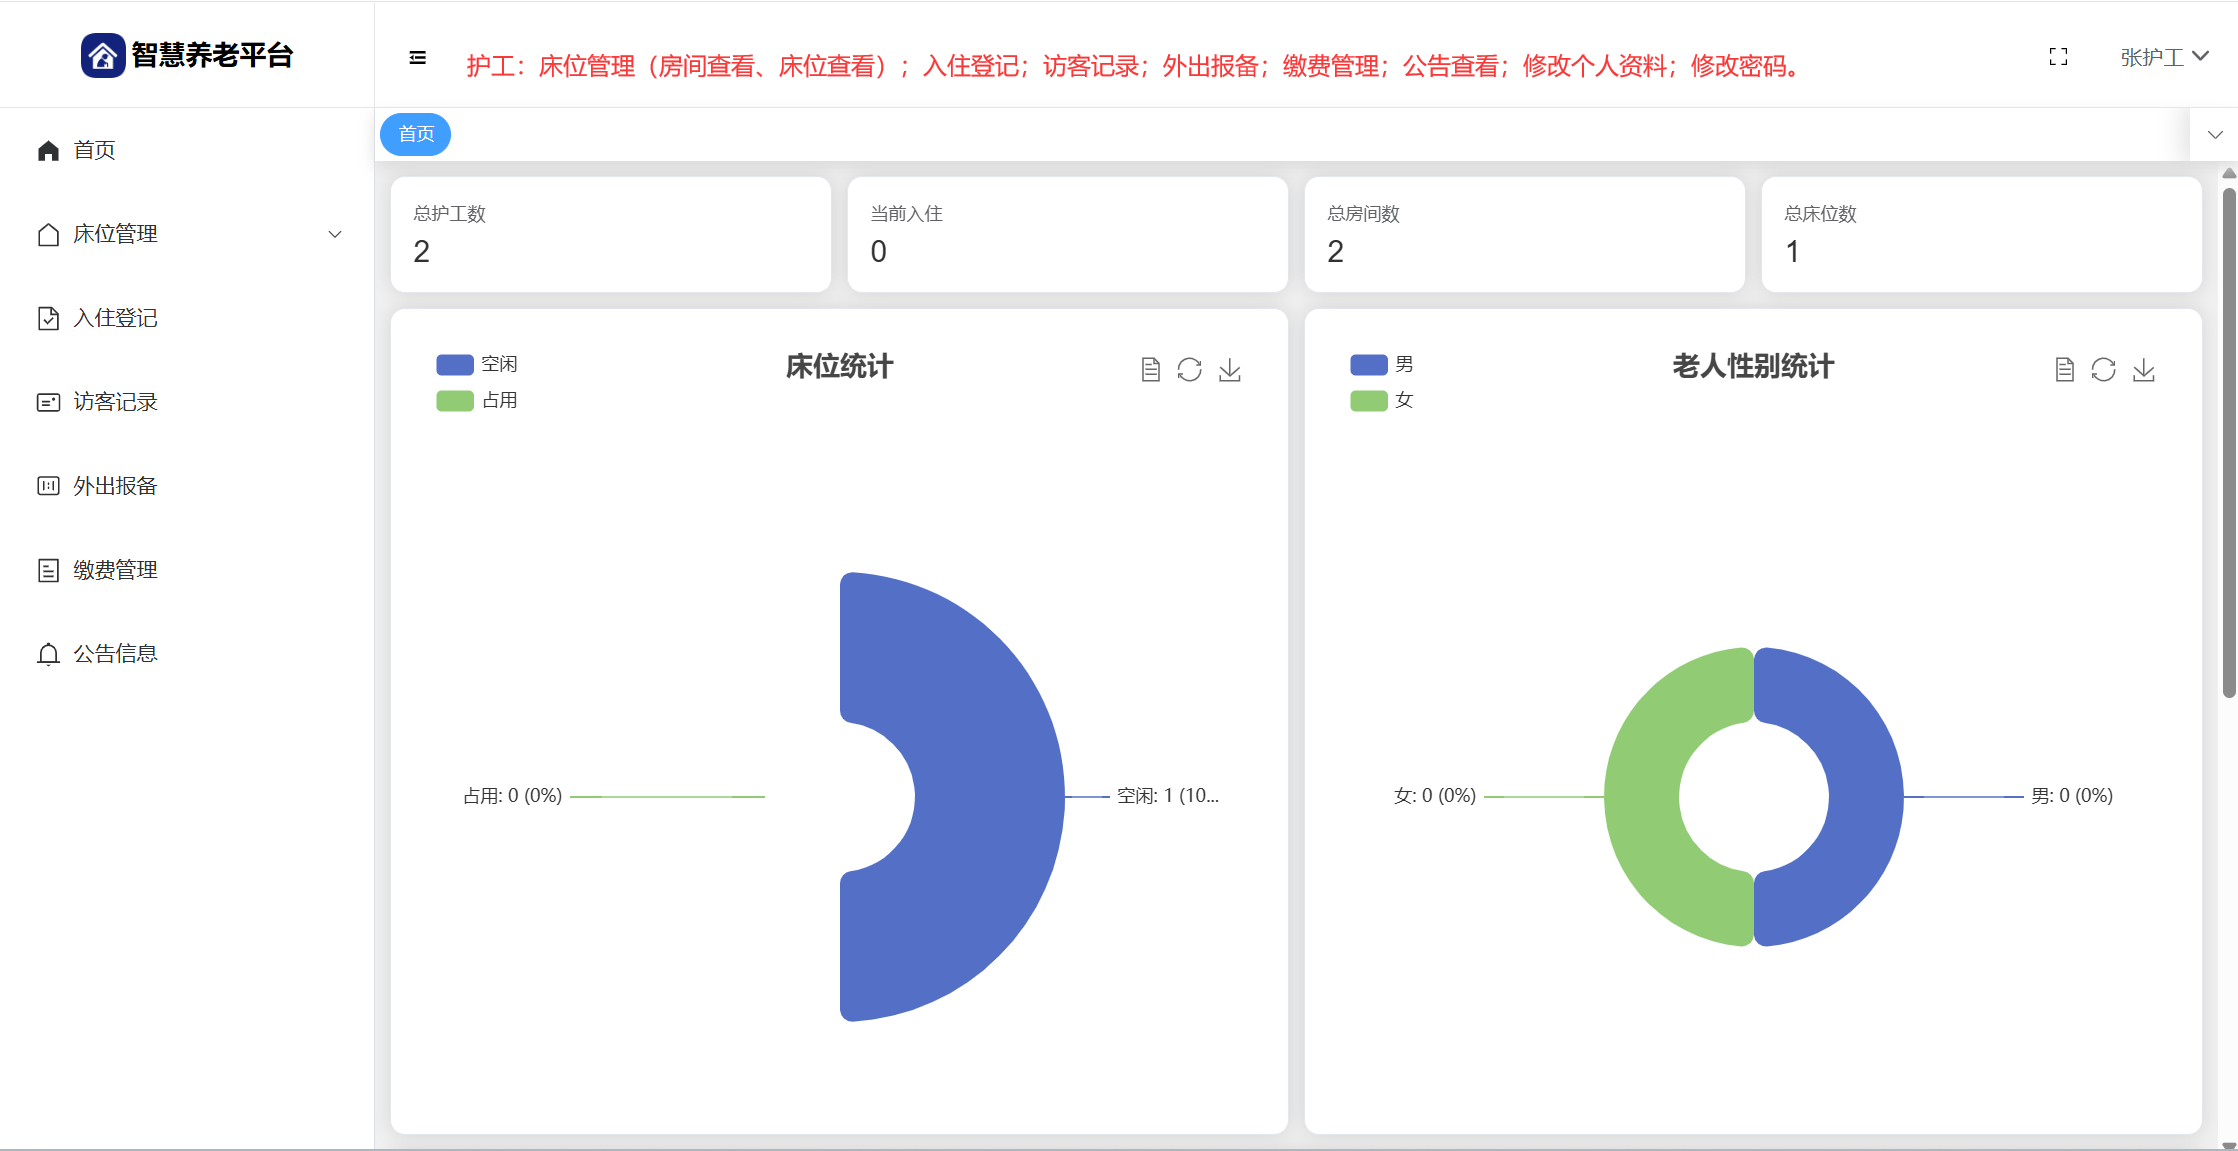 智慧养老平台
护工：床位管理（房间查看、床位查看）；入住登记；访客记录；外出报备；缴费管理；公告查看；修改个人资料；修改密码。
张护工
首页
床位管理
入住登记
访客记录
外出报备
缴费管理
公告信息
首页
总护工数
2
当前入住
0
总房间数
2
总床位数
1
床位统计
空闲
占用
占用: 0 (0%)
空闲: 1 (10...
老人性别统计
男
女
女: 0 (0%)
男: 0 (0%)